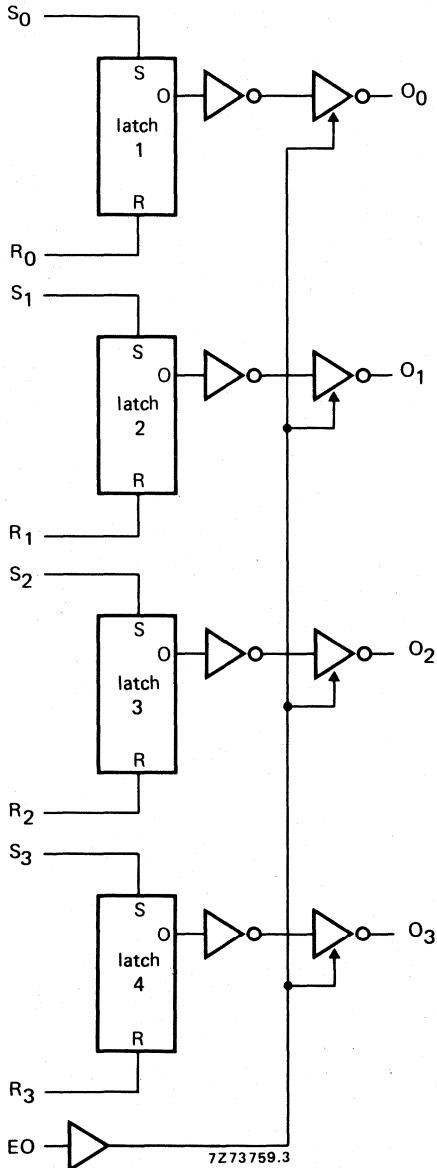 S0
S
O
latch
1
R
O0
R0
S1
S
O
latch
2
R
O1
R1
S2
S
O
latch
3
R
O2
R2
S3
S
O
latch
4
R
O3
R3
EO
7Z73759.3